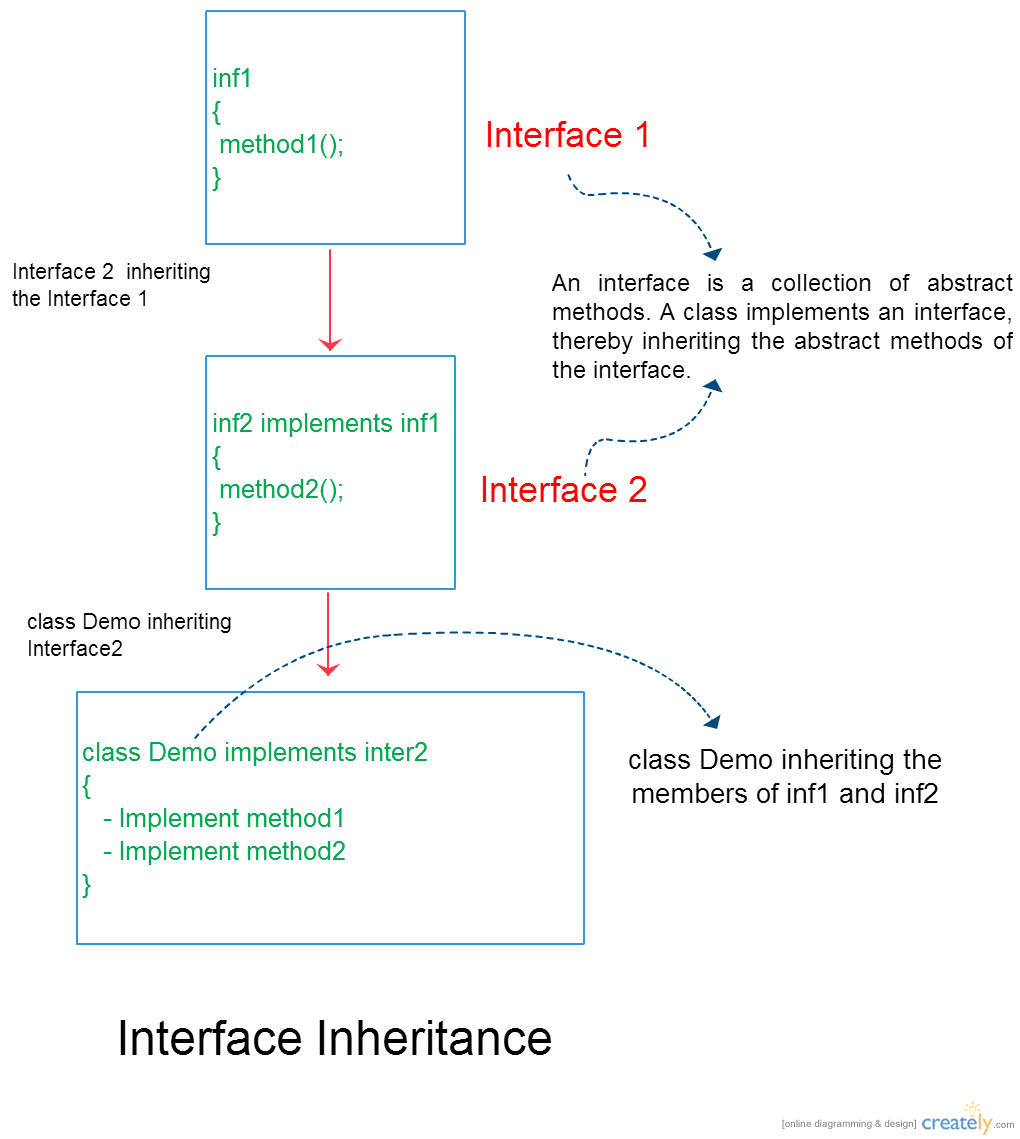 inf1
{
method1();
}
Interface 1
Interface 2  inheriting
the Interface 1
An interface is a collection of abstract
methods. A class implements an interface,
thereby inheriting the abstract methods of
the interface.
inf2 implements inf1
{
method2();
}
Interface 2
class Demo inheriting
Interface2
class Demo implements inter2
{
- Implement method1
- Implement method2
}
class Demo inheriting the
members of inf1 and inf2
Interface Inheritance
[online diagramming & design] creately.com